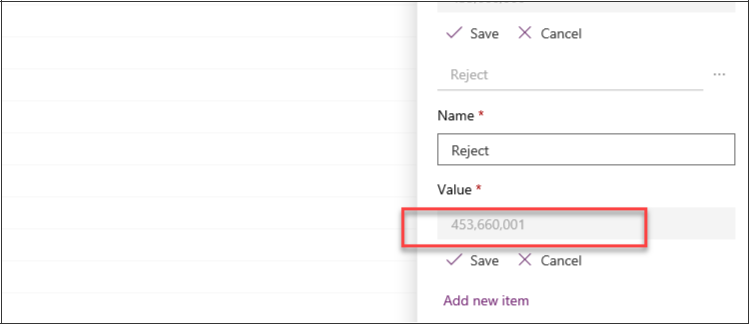 Save Cancel
Reject ...
Name *
Reject
Value *
453,660,001
Save Cancel
Add new item